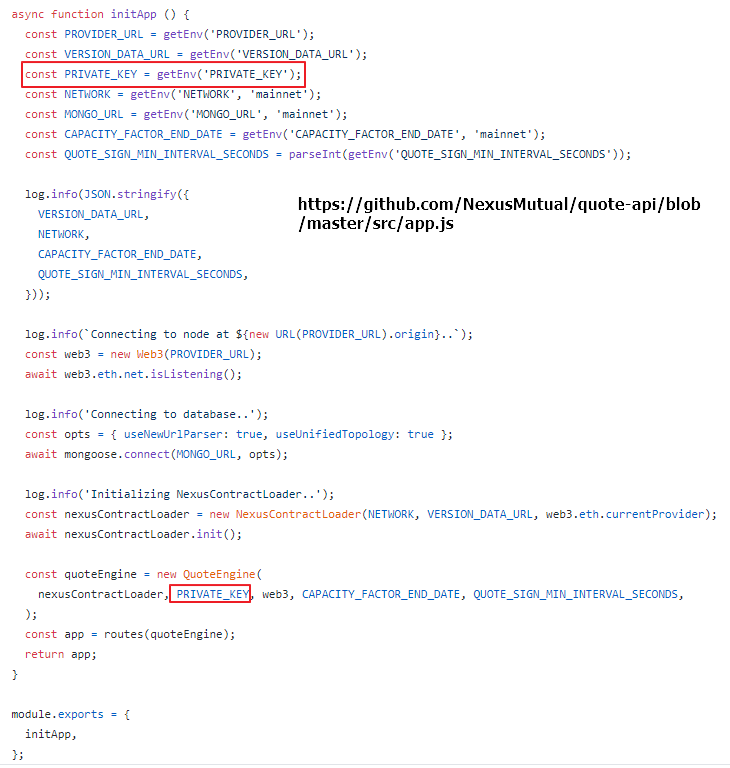 async function initApp () {
  const PROVIDER_URL = getEnv('PROVIDER_URL');
  const VERSION_DATA_URL = getEnv('VERSION_DATA_URL');
  const PRIVATE_KEY = getEnv('PRIVATE_KEY');
  const NETWORK = getEnv('NETWORK', 'mainnet');
  const MONGO_URL = getEnv('MONGO_URL', 'mainnet');
  const CAPACITY_FACTOR_END_DATE = getEnv('CAPACITY_FACTOR_END_DATE', 'mainnet');
  const QUOTE_SIGN_MIN_INTERVAL_SECONDS = parseInt(getEnv('QUOTE_SIGN_MIN_INTERVAL_SECONDS'));

  log.info(JSON.stringify({
    VERSION_DATA_URL,
    NETWORK,
    CAPACITY_FACTOR_END_DATE,
    QUOTE_SIGN_MIN_INTERVAL_SECONDS,
  }));

https://github.com/NexusMutual/quote-api/blob
/master/src/app.js

  log.info(`Connecting to node at ${new URL(PROVIDER_URL).origin}..`);
  const web3 = new Web3(PROVIDER_URL);
  await web3.eth.net.isListening();

  log.info('Connecting to database..');
  const opts = { useNewUrlParser: true, useUnifiedTopology: true };
  await mongoose.connect(MONGO_URL, opts);

  log.info('Initializing NexusContractLoader..');
  const nexusContractLoader = new NexusContractLoader(NETWORK, VERSION_DATA_URL, web3.eth.currentProvider);
  await nexusContractLoader.init();

  const quoteEngine = new QuoteEngine(
    nexusContractLoader, PRIVATE_KEY, web3, CAPACITY_FACTOR_END_DATE, QUOTE_SIGN_MIN_INTERVAL_SECONDS,
  );
  const app = routes(quoteEngine);
  return app;
}

module.exports = {
  initApp,
};